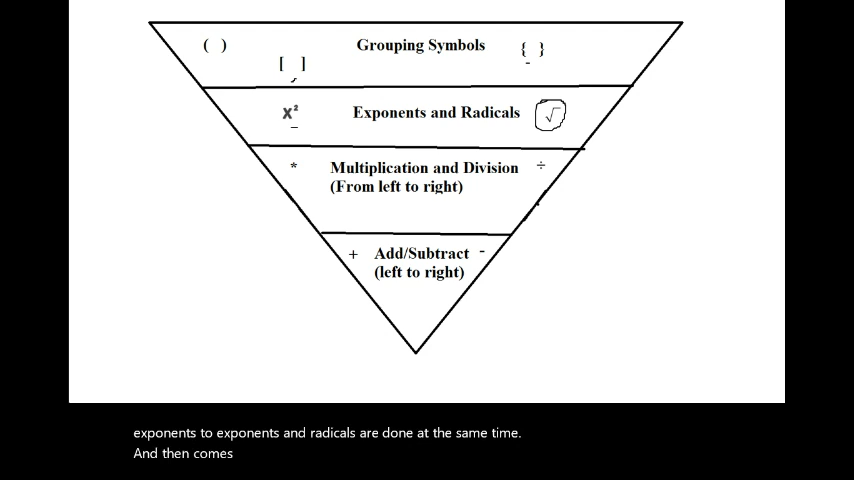 ( ) Grouping Symbols { }
[ ]
x² Exponents and Radicals √
* Multiplication and Division ÷
(From left to right)
+ Add/Subtract -
(left to right)
exponents to exponents and radicals are done at the same time.
And then comes